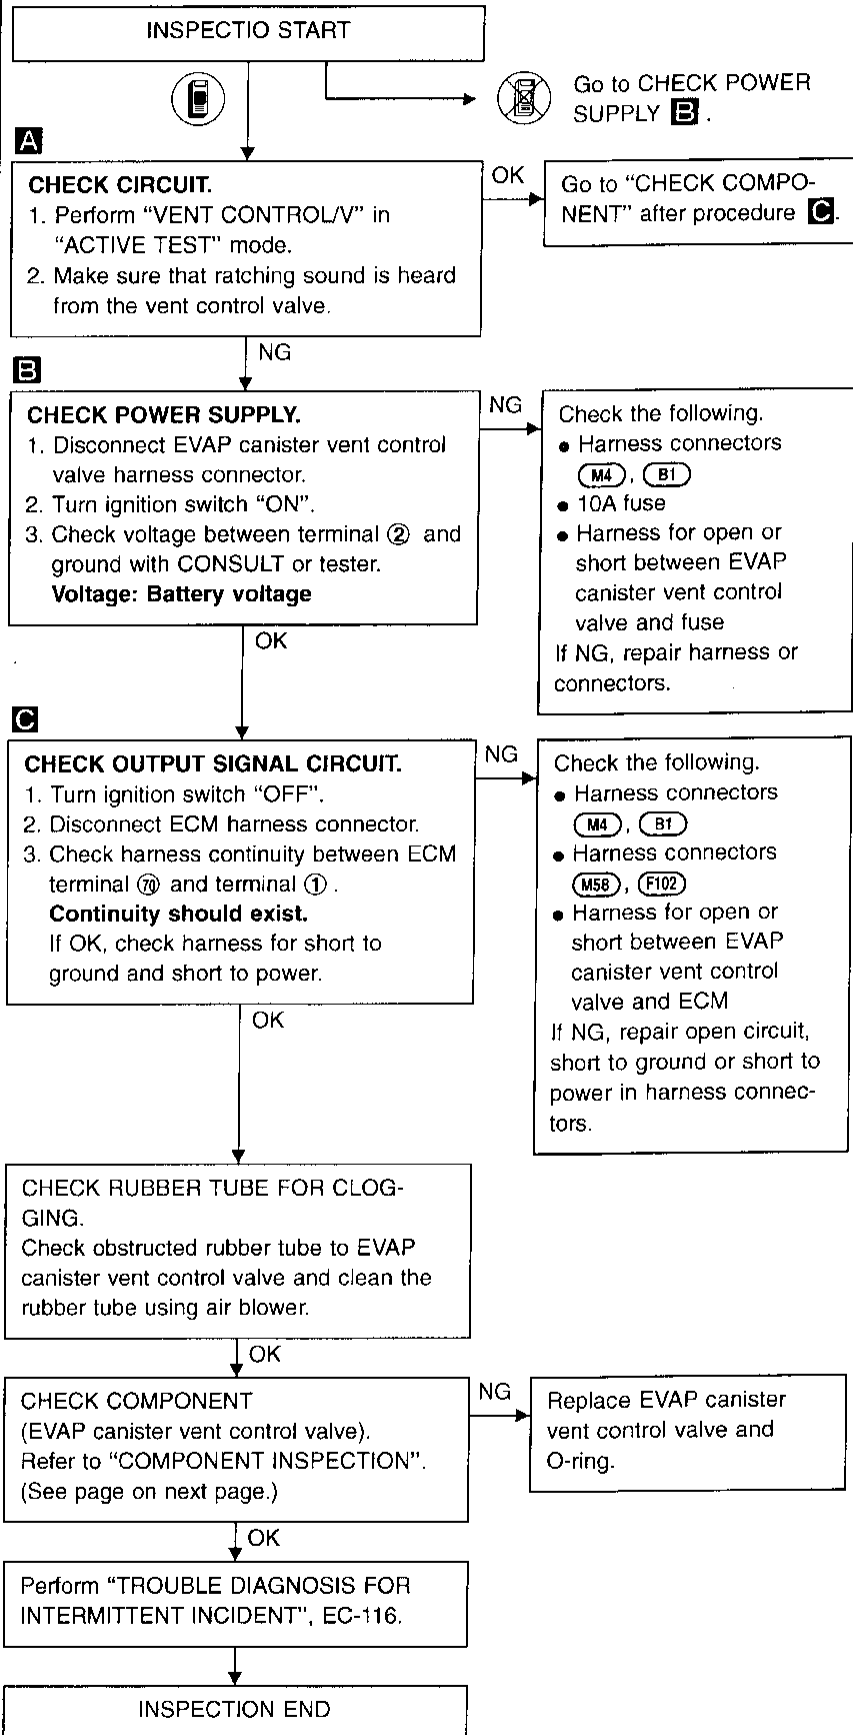 INSPECTIO START
Go to CHECK POWER
SUPPLY B .
A
CHECK CIRCUIT.
1. Perform “VENT CONTROL/V” in
“ACTIVE TEST” mode.
2. Make sure that ratching sound is heard
from the vent control valve.
OK
Go to “CHECK COMPO-
NENT” after procedure C.
NG
B
CHECK POWER SUPPLY.
1. Disconnect EVAP canister vent control
valve harness connector.
2. Turn ignition switch “ON”.
3. Check voltage between terminal ② and
ground with CONSULT or tester.
Voltage: Battery voltage
NG
Check the following.
● Harness connectors
M4 , B1
● 10A fuse
● Harness for open or
short between EVAP
canister vent control
valve and fuse
If NG, repair harness or
connectors.
OK
C
CHECK OUTPUT SIGNAL CIRCUIT.
1. Turn ignition switch “OFF”.
2. Disconnect ECM harness connector.
3. Check harness continuity between ECM
terminal 70 and terminal ① .
Continuity should exist.
If OK, check harness for short to
ground and short to power.
NG
Check the following.
● Harness connectors
M4 , B1
● Harness connectors
M58 , F102
● Harness for open or
short between EVAP
canister vent control
valve and ECM
If NG, repair open circuit,
short to ground or short to
power in harness connec-
tors.
OK
CHECK RUBBER TUBE FOR CLOG-
GING.
Check obstructed rubber tube to EVAP
canister vent control valve and clean the
rubber tube using air blower.
OK
CHECK COMPONENT
(EVAP canister vent control valve).
Refer to “COMPONENT INSPECTION”.
(See page on next page.)
NG
Replace EVAP canister
vent control valve and
O-ring.
OK
Perform “TROUBLE DIAGNOSIS FOR
INTERMITTENT INCIDENT”, EC-116.
INSPECTION END